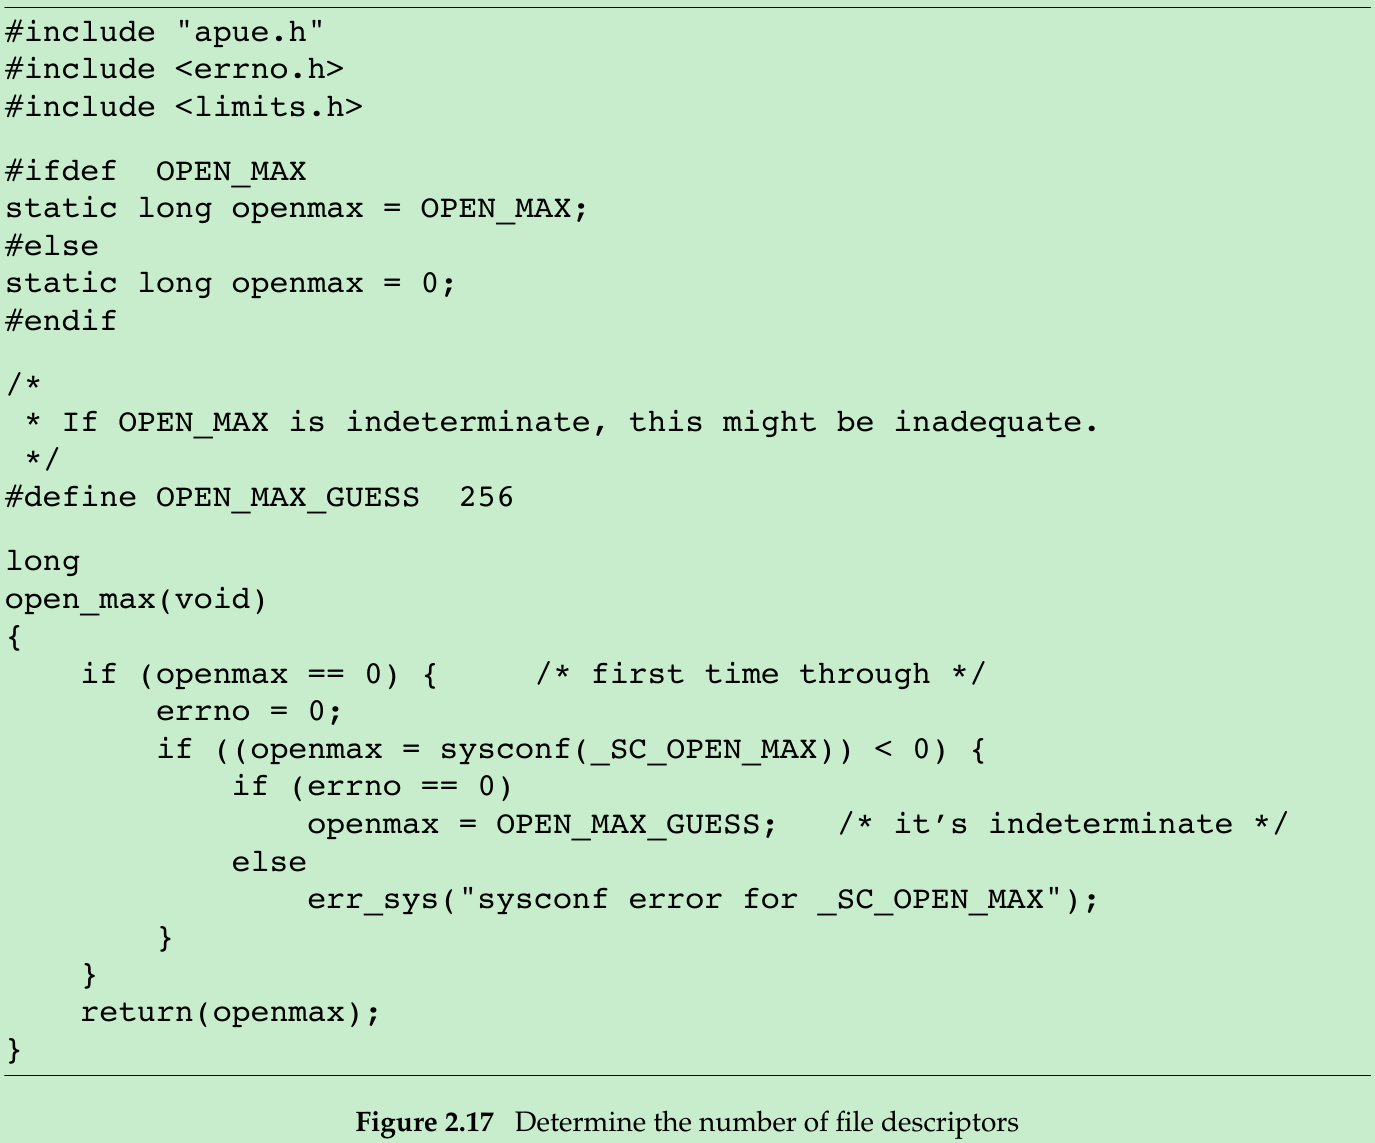 #include "apue.h"
#include <errno.h>
#include <limits.h>
#ifdef  OPEN_MAX
static long openmax = OPEN_MAX;
#else
static long openmax = 0;
#endif
/*
 * If OPEN_MAX is indeterminate, this might be inadequate.
 */
#define OPEN_MAX_GUESS  256
long
open_max(void)
{
    if (openmax == 0) {     /* first time through */
        errno = 0;
        if ((openmax = sysconf(_SC_OPEN_MAX)) < 0) {
            if (errno == 0)
                openmax = OPEN_MAX_GUESS;   /* it’s indeterminate */
            else
                err_sys("sysconf error for _SC_OPEN_MAX");
        }
    }
    return(openmax);
}
Figure 2.17  Determine the number of file descriptors